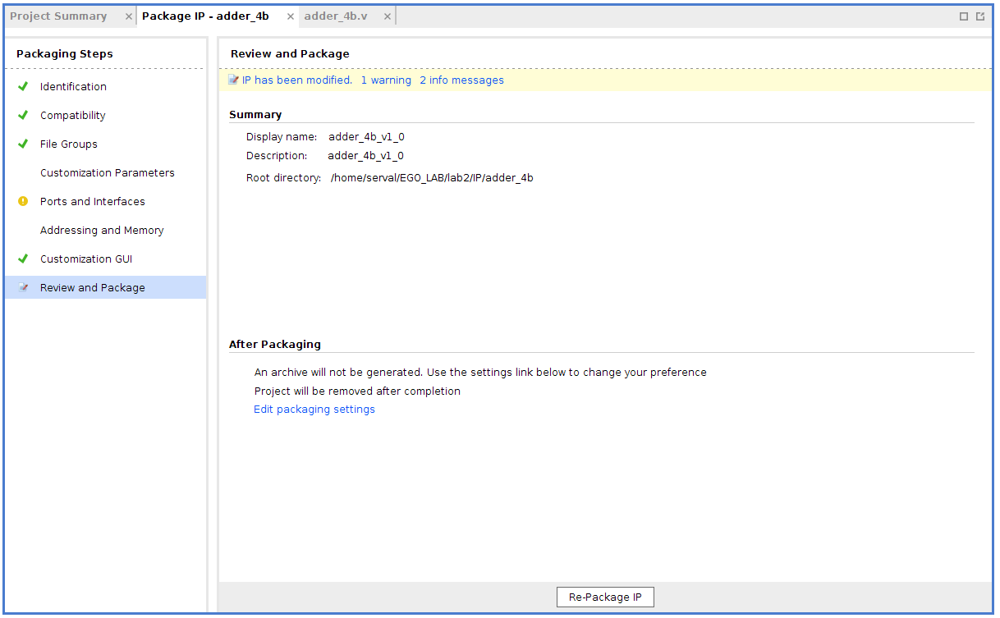 Project Summary × Package IP - adder_4b × adder_4b.v ×
Packaging Steps
Identification
Compatibility
File Groups
Customization Parameters
Ports and Interfaces
Addressing and Memory
Customization GUI
Review and Package
Review and Package
IP has been modified. 1 warning 2 info messages
Summary
Display name: adder_4b_v1_0
Description: adder_4b_v1_0
Root directory: /home/serval/EGO_LAB/lab2/IP/adder_4b
After Packaging
An archive will not be generated. Use the settings link below to change your preference
Project will be removed after completion
Edit packaging settings
Re-Package IP